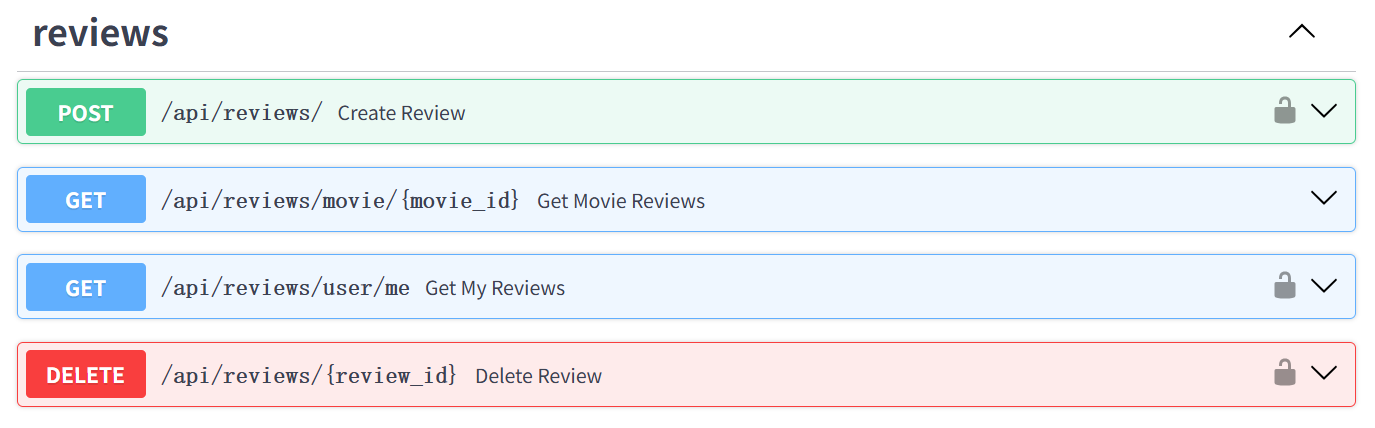 reviews
POST /api/reviews/ Create Review
GET /api/reviews/movie/{movie_id} Get Movie Reviews
GET /api/reviews/user/me Get My Reviews
DELETE /api/reviews/{review_id} Delete Review